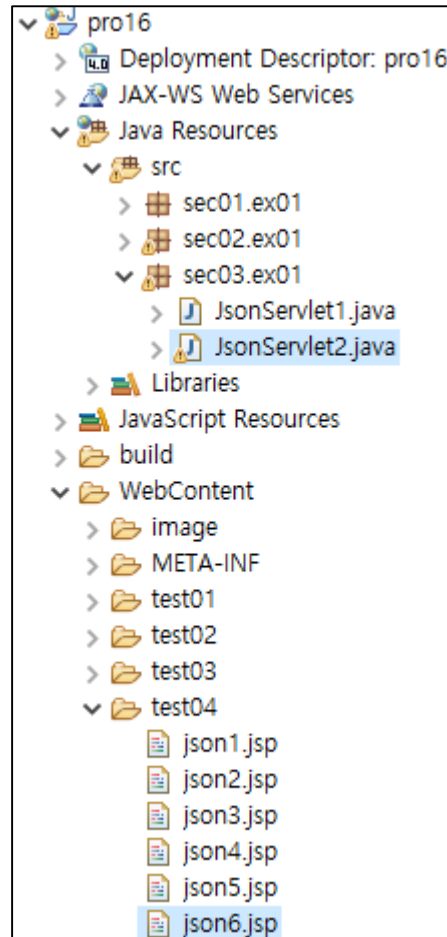 pro16
Deployment Descriptor: pro16
JAX-WS Web Services
Java Resources
src
sec01.ex01
sec02.ex01
sec03.ex01
JsonServlet1.java
JsonServlet2.java
Libraries
JavaScript Resources
build
WebContent
image
META-INF
test01
test02
test03
test04
json1.jsp
json2.jsp
json3.jsp
json4.jsp
json5.jsp
json6.jsp